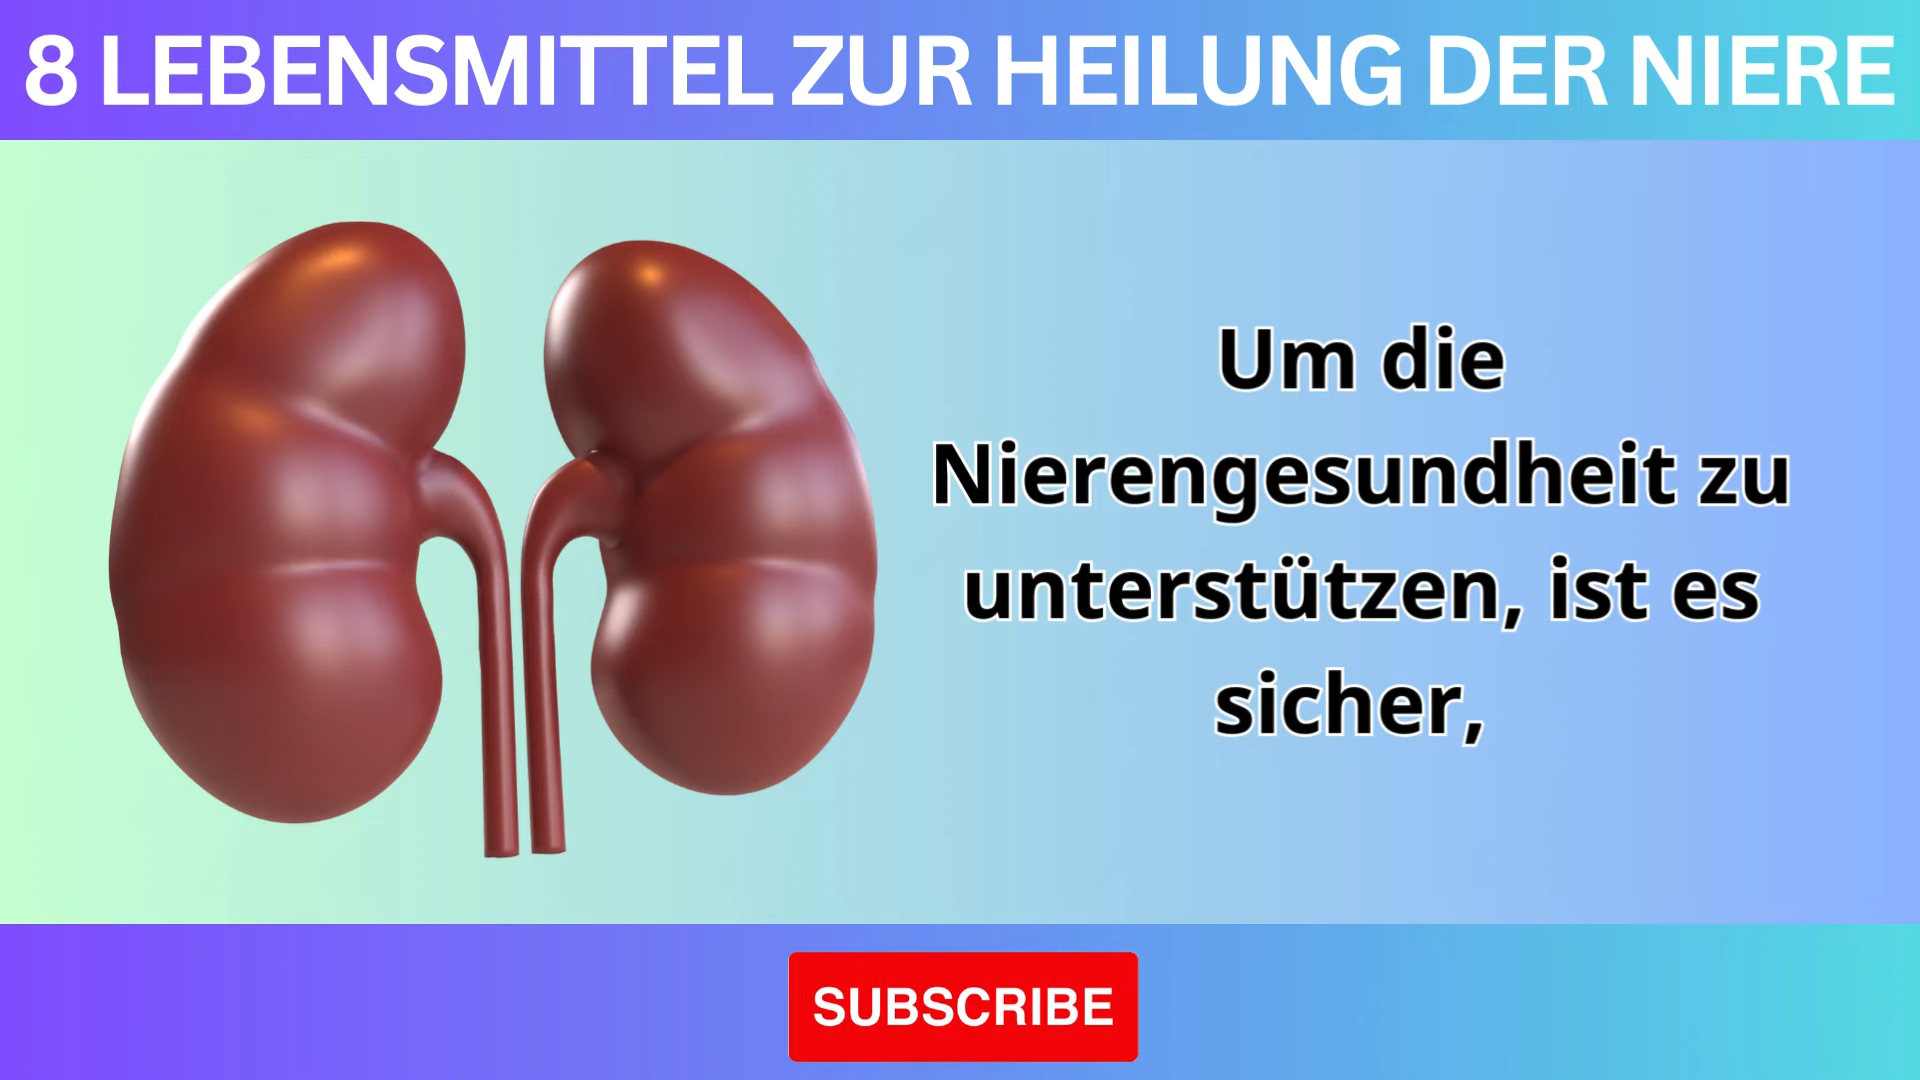 8 LEBENSMITTEL ZUR HEILUNG DER NIERE
Um die
Nierengesundheit zu
unterstützen, ist es
sicher,
SUBSCRIBE